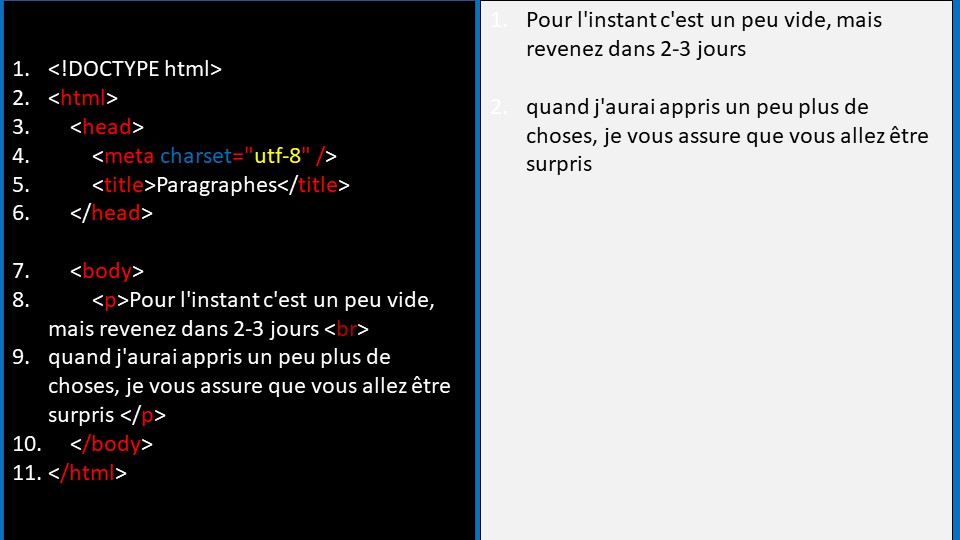 1. <!DOCTYPE html>
2. <html>
3. <head>
4. <meta charset="utf-8" />
5. <title>Paragraphes</title>
6. </head>
7. <body>
8. <p>Pour l'instant c'est un peu vide,
mais revenez dans 2-3 jours <br>
9. quand j'aurai appris un peu plus de
choses, je vous assure que vous allez être
surpris </p>
10. </body>
11. </html>
1. Pour l'instant c'est un peu vide, mais
revenez dans 2-3 jours
2. quand j'aurai appris un peu plus de
choses, je vous assure que vous allez être
surpris